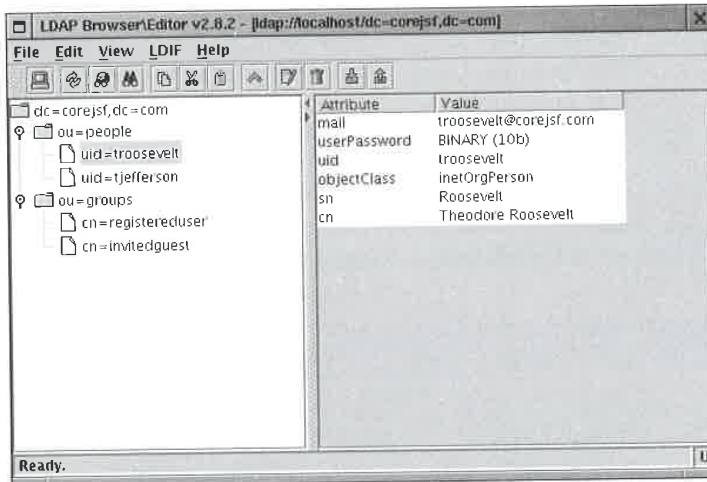 LDAP Browser\Editor v2.8.2 - [ldap://localhost/dc=corejsf,dc=com]
File Edit View LDIF Help
dc=corejsf,dc=com
ou=people
uid=troosevelt
uid=tjefferson
ou=groups
cn=registereduser
cn=invitedguest
Attribute Value
mail troosevelt@corejsf.com
userPassword BINARY (10b)
uid troosevelt
objectClass inetOrgPerson
sn Roosevelt
cn Theodore Roosevelt
Ready.